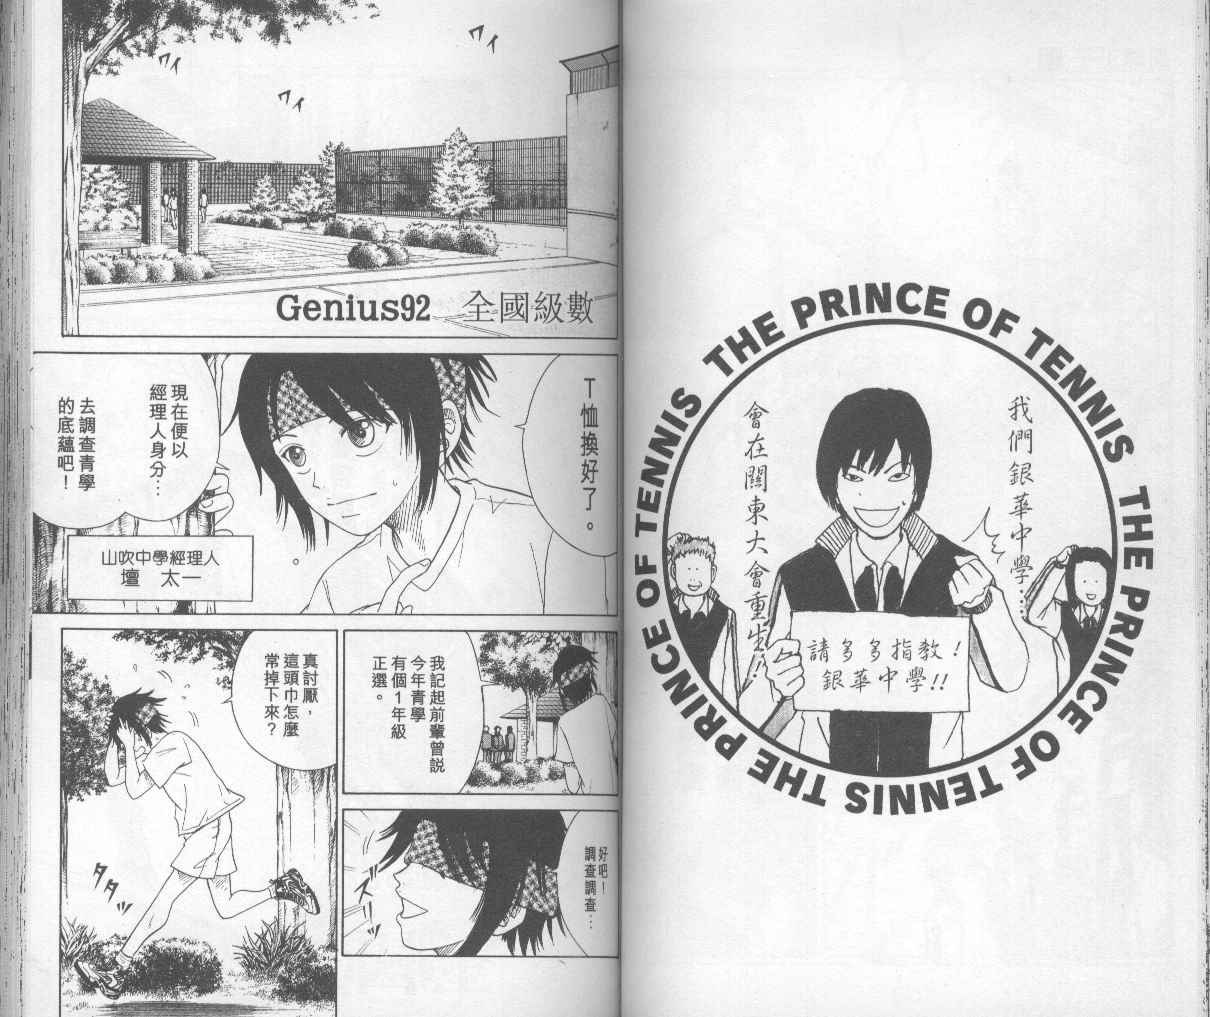 THE PRINCE OF TENNIS THE PRINCE OF TENNIS THE PRINCE OF TENNIS THE PRINCE OF TENNIS
我們銀華中學……
會在關東大會重生!!
請多多指教!
銀華中學!!
ワイ
ワイ
ワイ
Genius92 全國級數
T恤換好了。
現在便以
經理人身分…
去調查青學
的底蘊吧!
山吹中學經理人
壇 太一
我記起前輩曾說
今年青學
有個1年級
正選。
好吧!
調查調查…
ズズッ
真討厭,
這頭巾怎麼
常掉下來?
タタッ